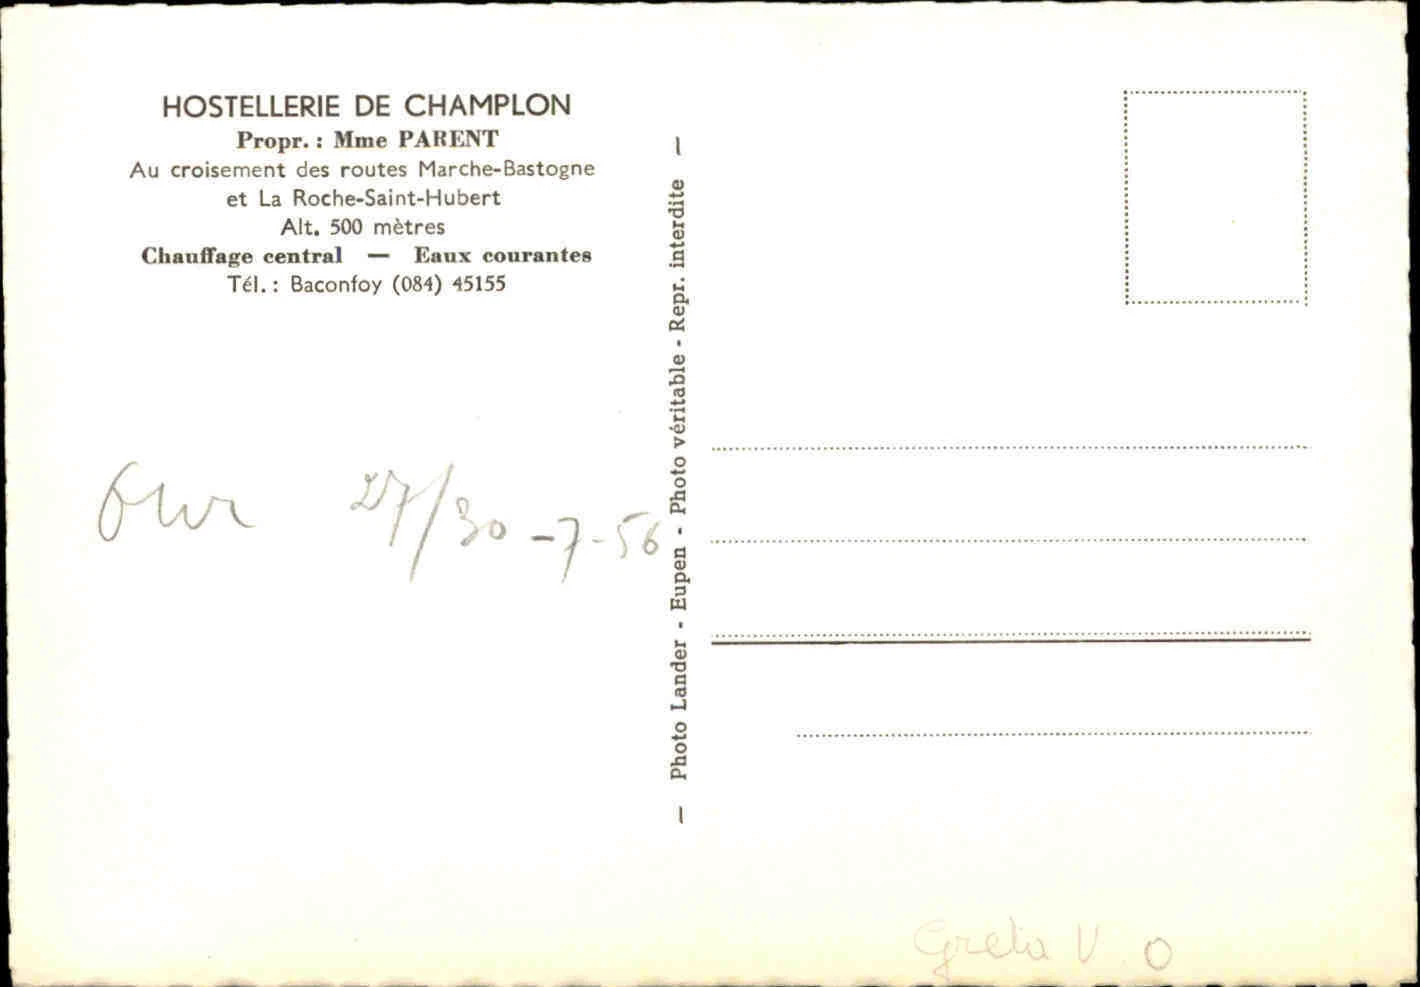 HOSTELLERIE DE CHAMPLON
Propr. : Mme PARENT
Au croisement des routes Marche-Bastogne
et La Roche-Saint-Hubert
Alt. 500 mètres
Chauffage central — Eaux courantes
Tél. : Baconfoy (084) 45155
27/30-7-56
— Photo Lander - Eupen - Photo véritable - Repr. interdite —
Greta V. O